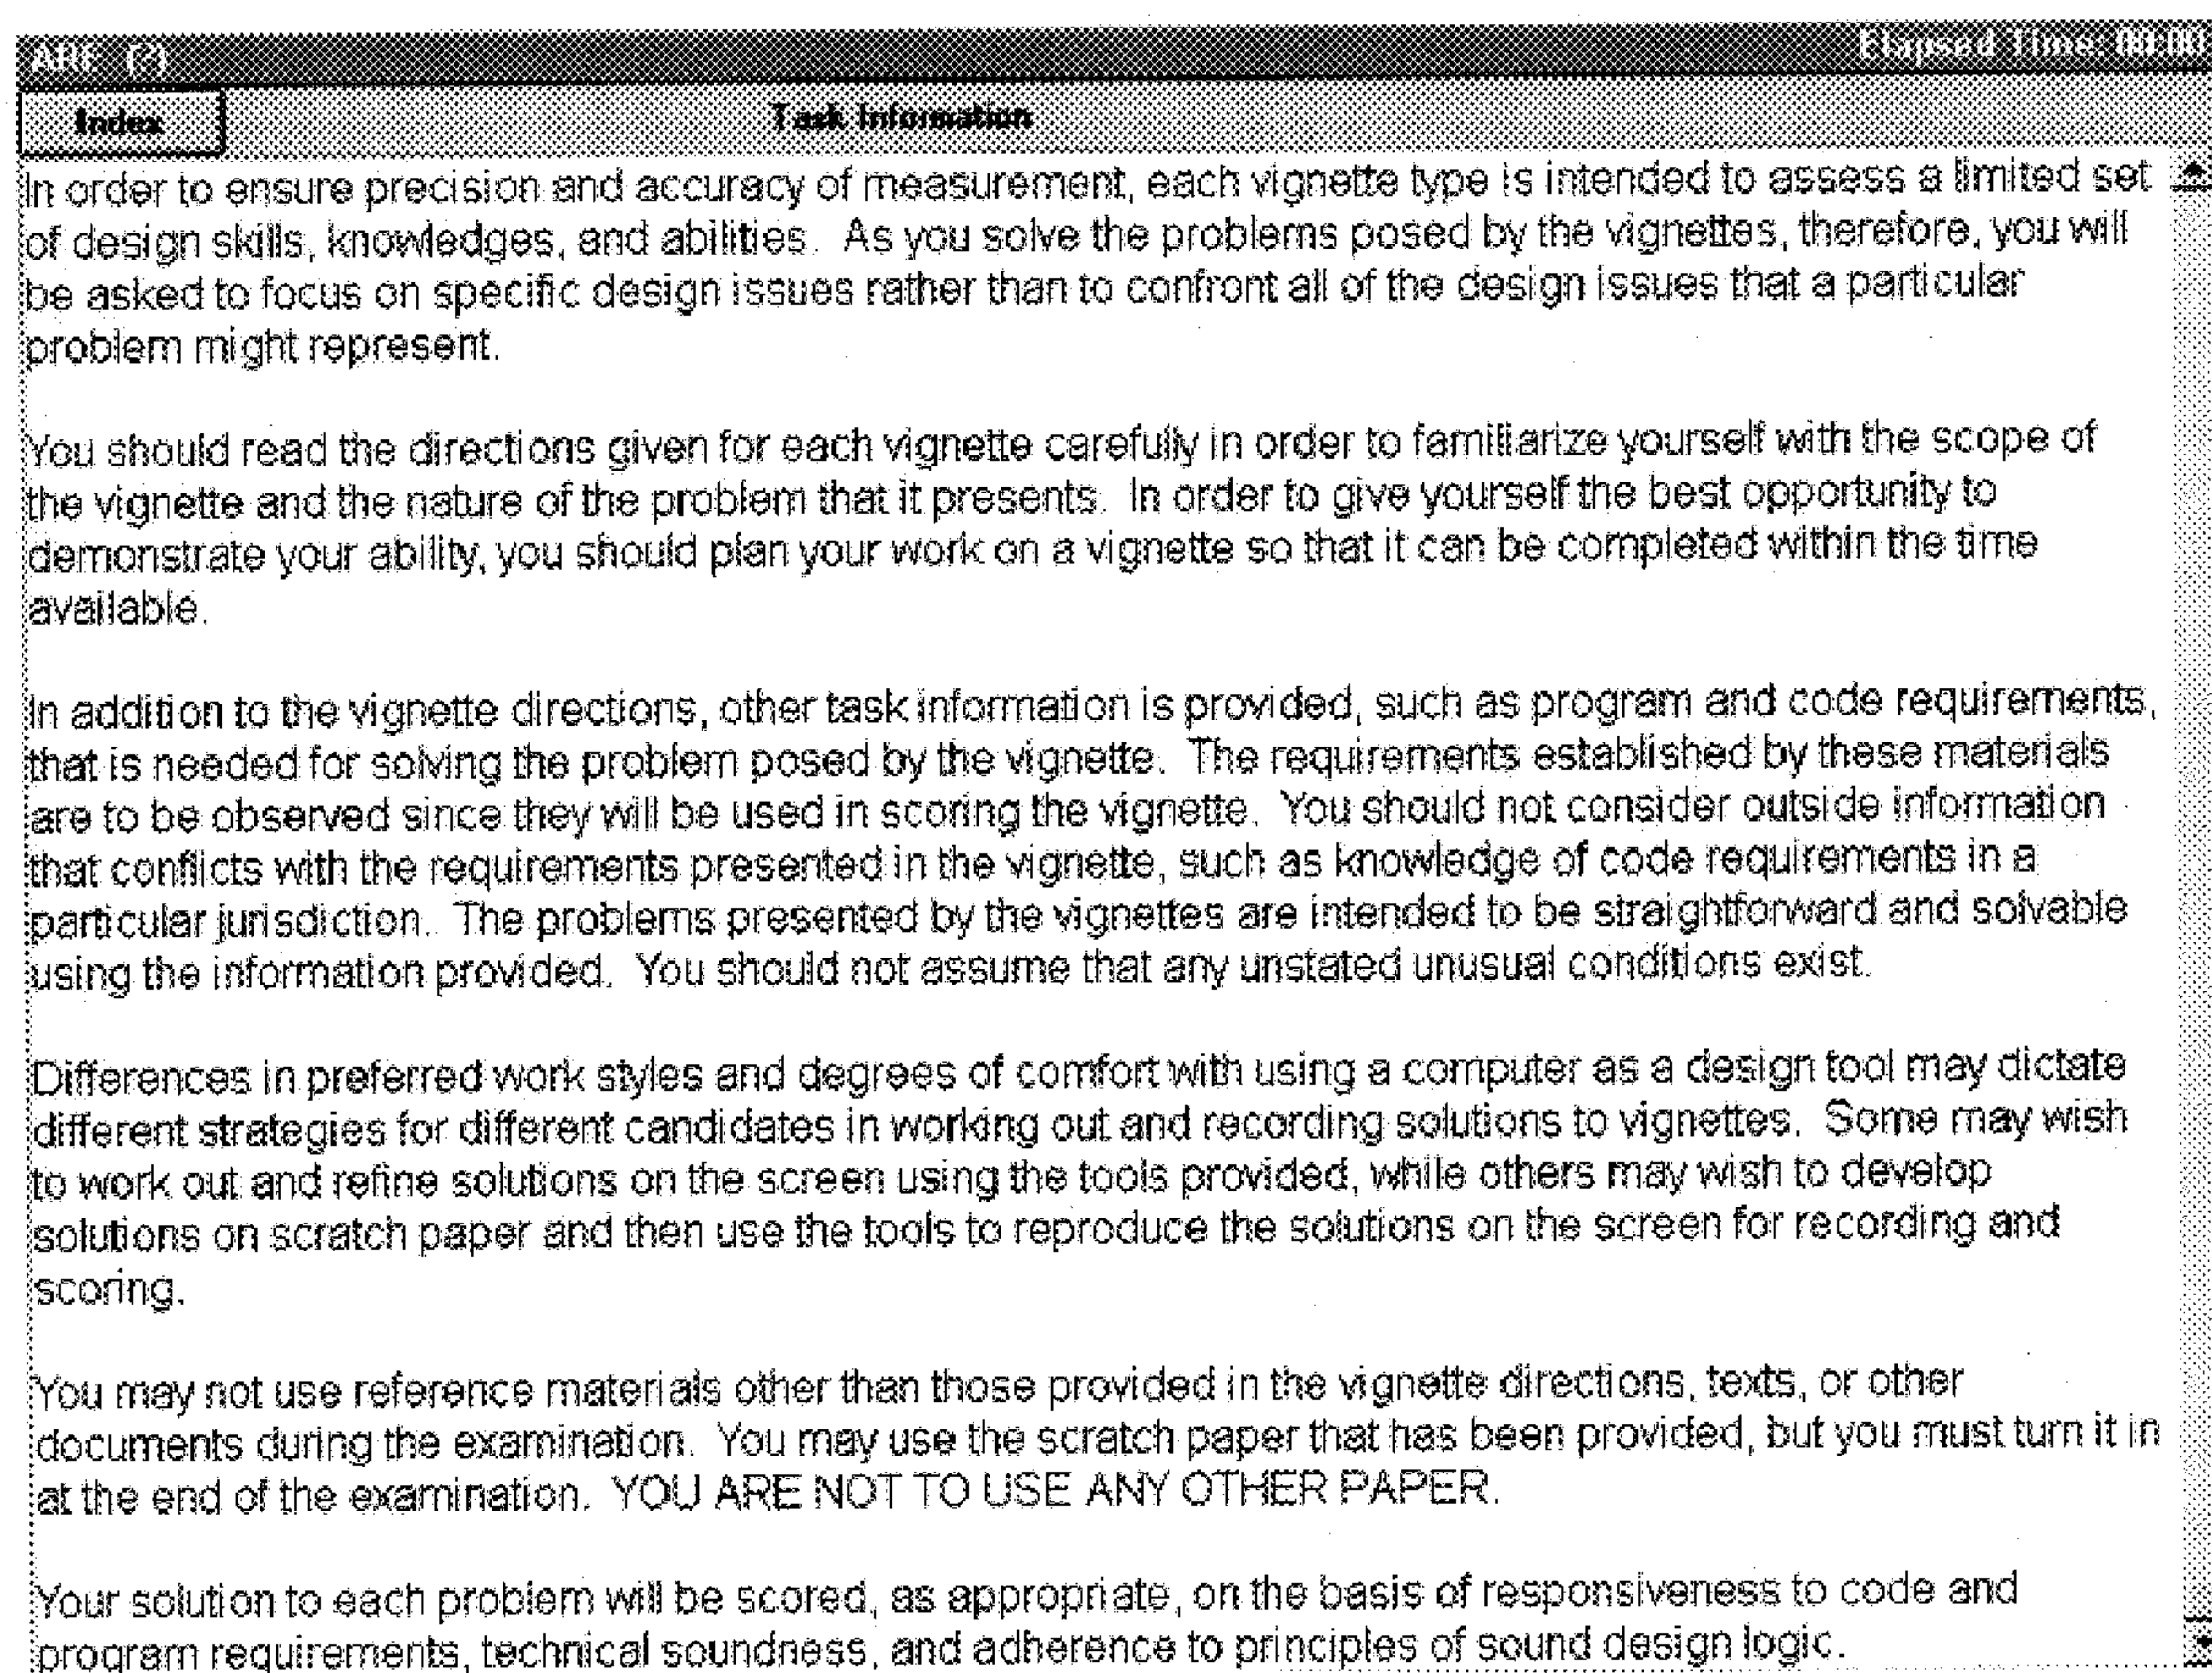 ARE (?) Elapsed Time: 00:00
Index Task Information
In order to ensure precision and accuracy of measurement, each vignette type is intended to assess a limited set
of design skills, knowledges, and abilities. As you solve the problems posed by the vignettes, therefore, you will
be asked to focus on specific design issues rather than to confront all of the design issues that a particular
problem might represent.
You should read the directions given for each vignette carefully in order to familiarize yourself with the scope of
the vignette and the nature of the problem that it presents. In order to give yourself the best opportunity to
demonstrate your ability, you should plan your work on a vignette so that it can be completed within the time
available.
In addition to the vignette directions, other task information is provided, such as program and code requirements,
that is needed for solving the problem posed by the vignette. The requirements established by these materials
are to be observed since they will be used in scoring the vignette. You should not consider outside information
that conflicts with the requirements presented in the vignette, such as knowledge of code requirements in a
particular jurisdiction. The problems presented by the vignettes are intended to be straightforward and solvable
using the information provided. You should not assume that any unstated unusual conditions exist.
Differences in preferred work styles and degrees of comfort with using a computer as a design tool may dictate
different strategies for different candidates in working out and recording solutions to vignettes. Some may wish
to work out and refine solutions on the screen using the tools provided, while others may wish to develop
solutions on scratch paper and then use the tools to reproduce the solutions on the screen for recording and
scoring.
You may not use reference materials other than those provided in the vignette directions, texts, or other
documents during the examination. You may use the scratch paper that has been provided, but you must turn it in
at the end of the examination. YOU ARE NOT TO USE ANY OTHER PAPER.
Your solution to each problem will be scored, as appropriate, on the basis of responsiveness to code and
program requirements, technical soundness, and adherence to principles of sound design logic.